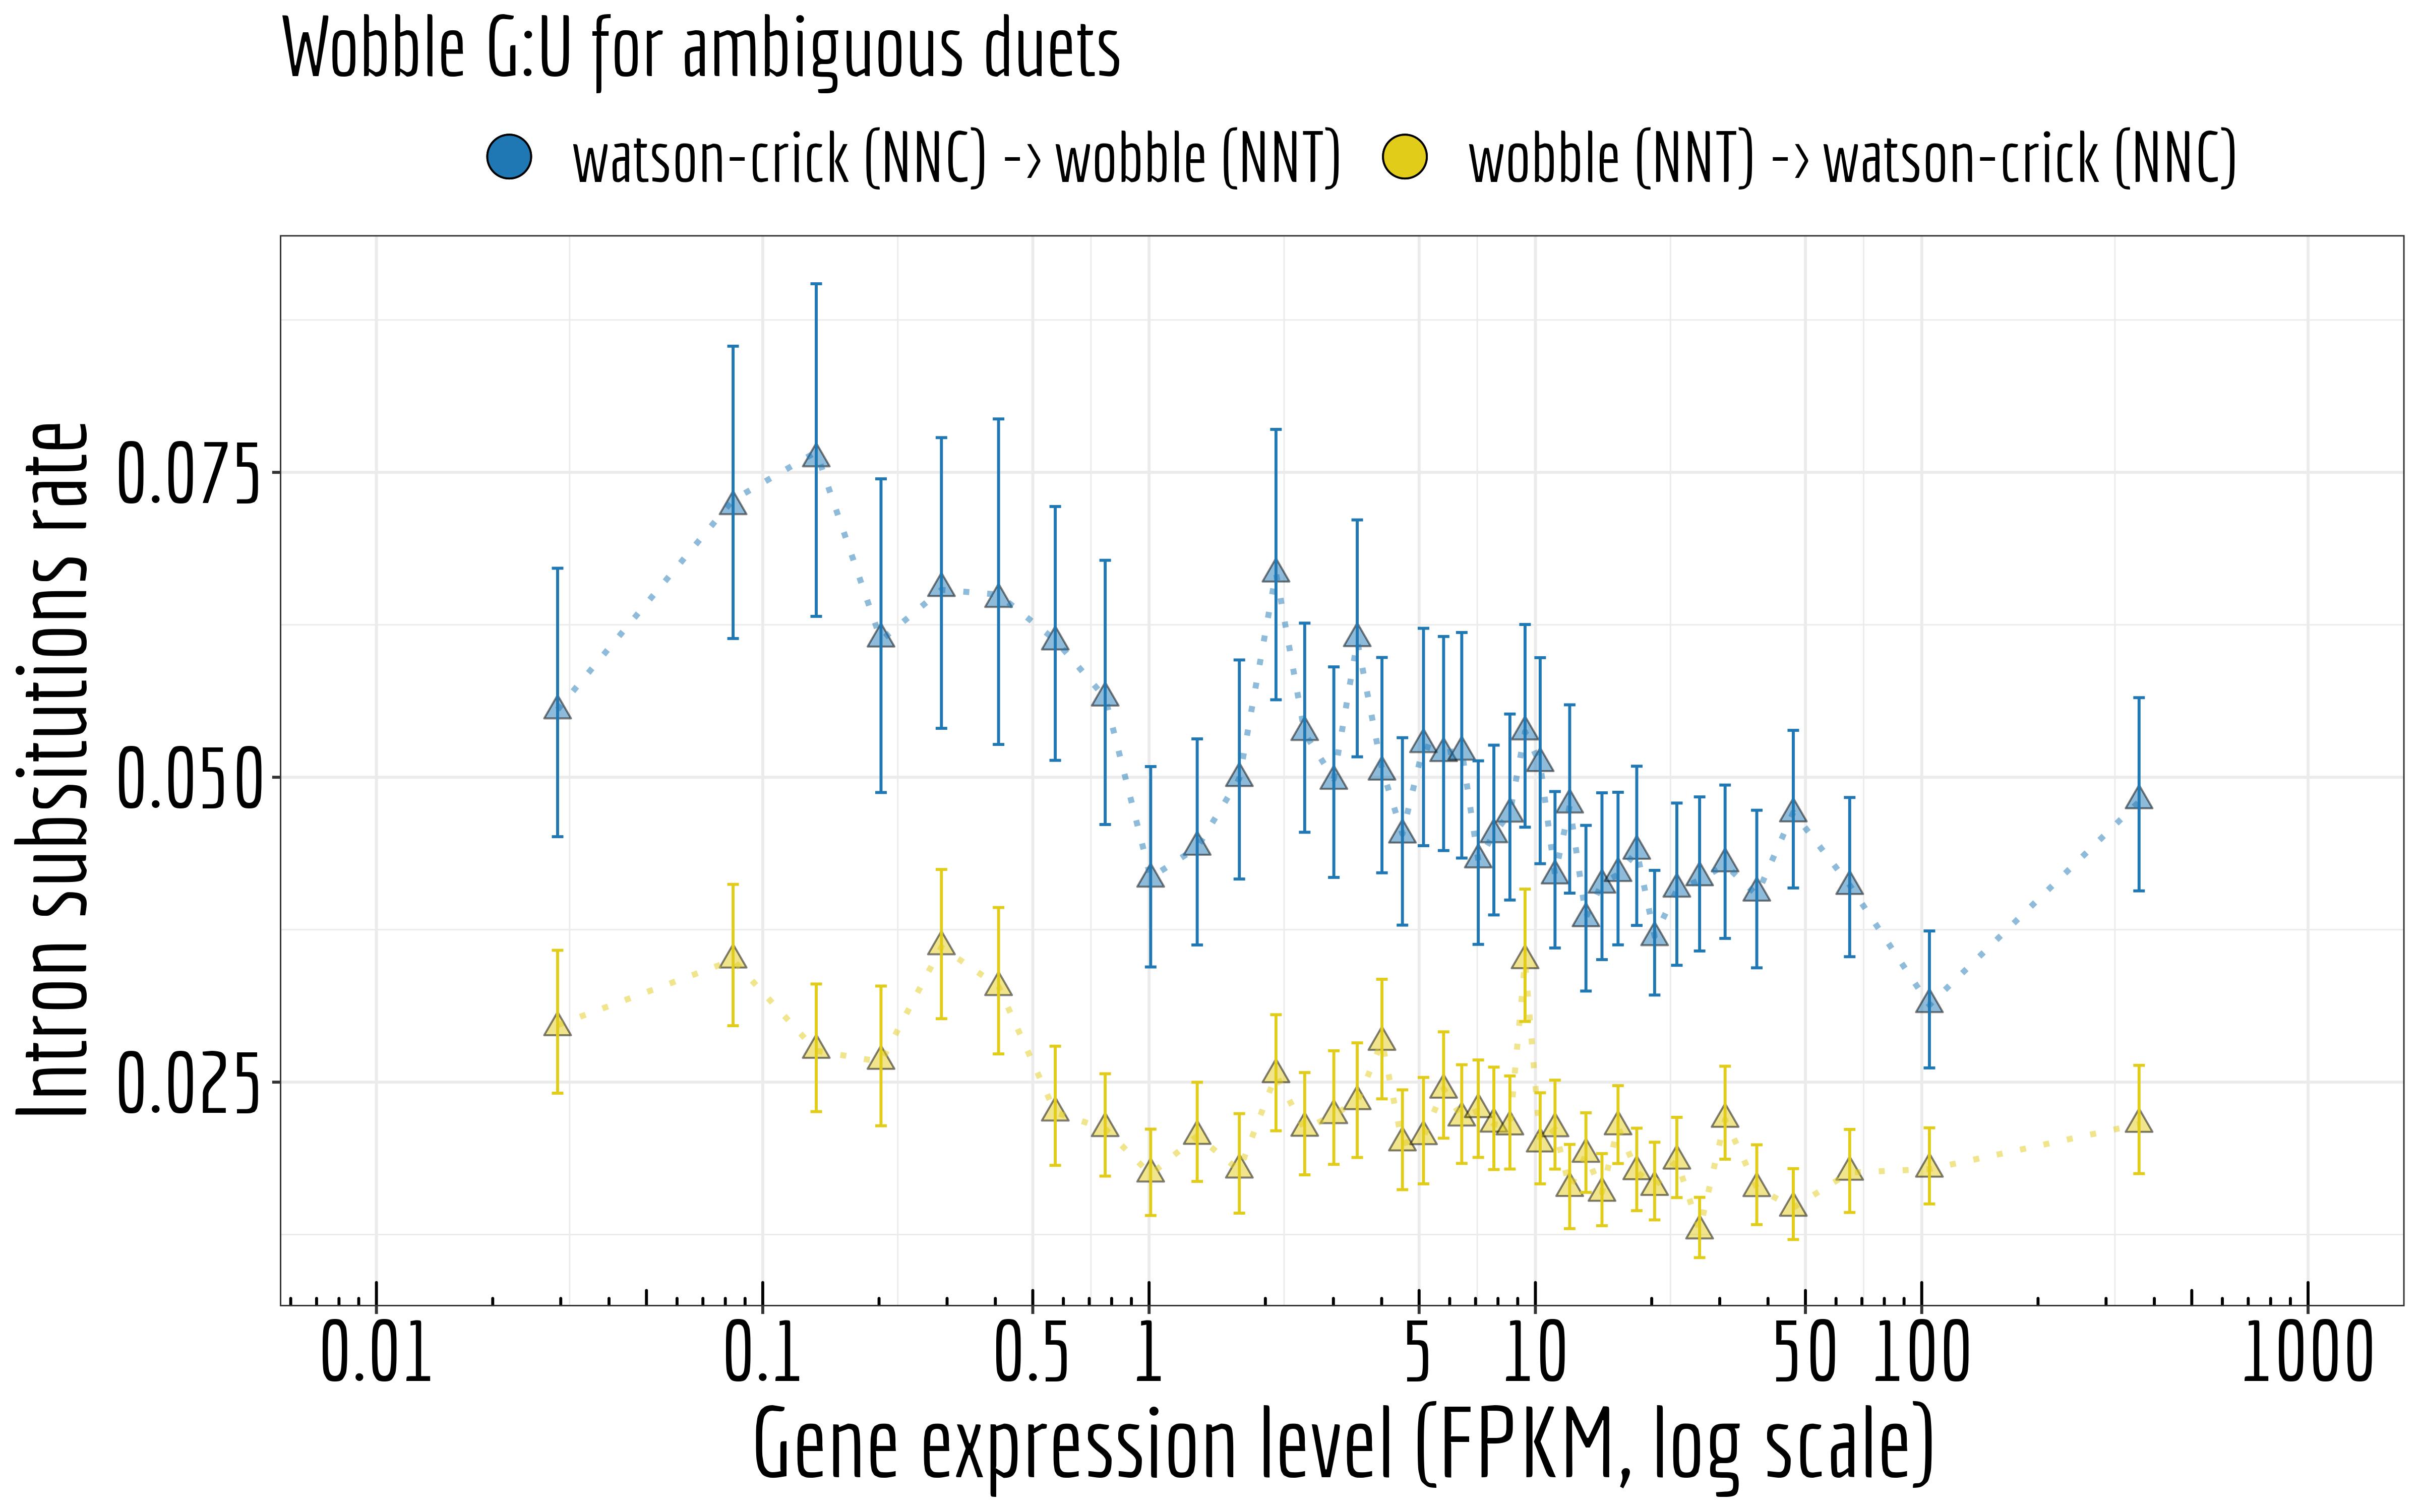 Wobble G:U for ambiguous duets
watson-crick (NNC) -> wobble (NNT)
wobble (NNT) -> watson-crick (NNC)
Intron subsitutions rate
0.075
0.050
0.025
0.01 0.1 0.5 1 5 10 50 100 1000
Gene expression level (FPKM, log scale)